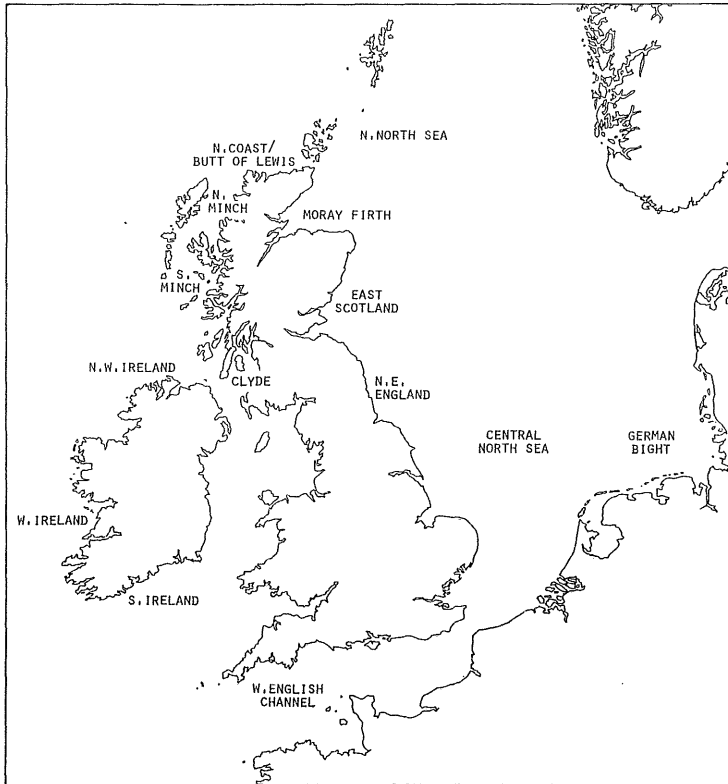 N.NORTH SEA
N.COAST/
BUTT OF LEWIS
N.
MINCH
MORAY FIRTH
S.
MINCH
EAST
SCOTLAND
N.W.IRELAND
CLYDE
N.E.
ENGLAND
CENTRAL
NORTH SEA
GERMAN
BIGHT
W.IRELAND
S.IRELAND
W.ENGLISH
CHANNEL